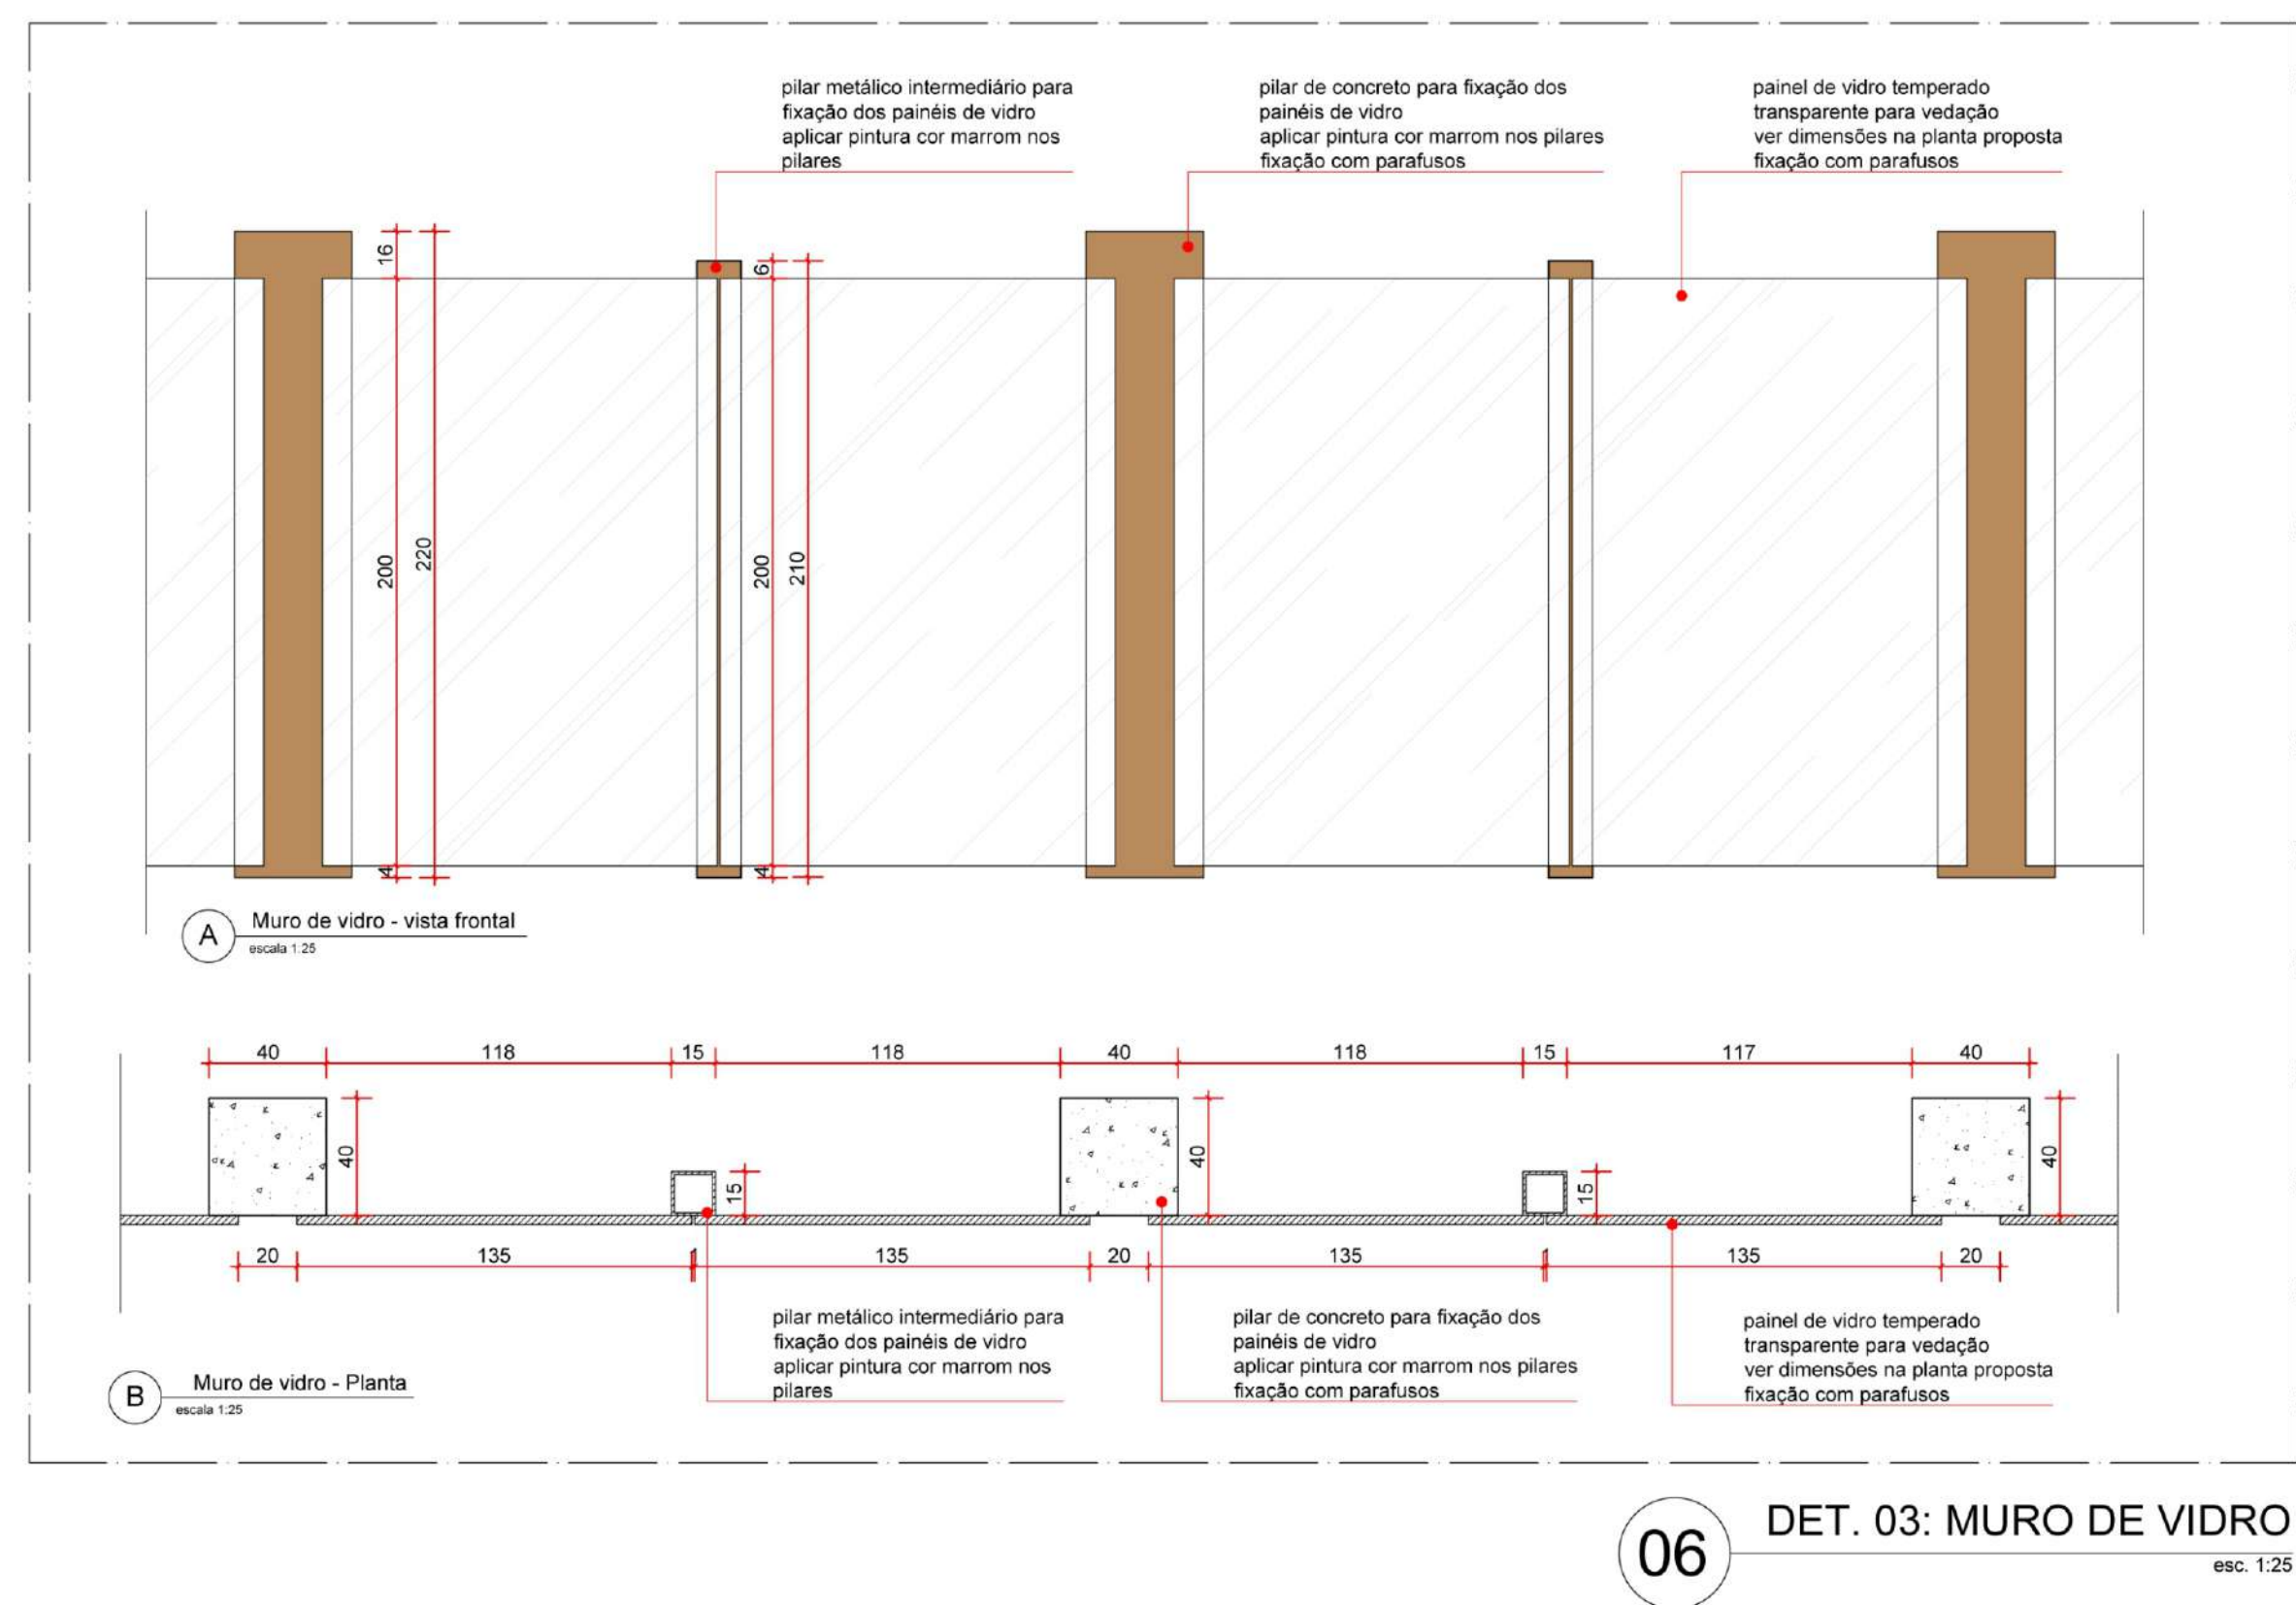 pilar metálico intermediário para
fixação dos painéis de vidro
aplicar pintura cor marrom nos
pilares
pilar de concreto para fixação dos
painéis de vidro
aplicar pintura cor marrom nos pilares
fixação com parafusos
painel de vidro temperado
transparente para vedação
ver dimensões na planta proposta
fixação com parafusos
16
200
220
4
6
200
210
4
A
Muro de vidro - vista frontal
escala 1:25
40 118 15 118 40 118 15 117 40
40 15 40 15 40
20 135 1 135 20 135 1 135 20
pilar metálico intermediário para
fixação dos painéis de vidro
aplicar pintura cor marrom nos
pilares
pilar de concreto para fixação dos
painéis de vidro
aplicar pintura cor marrom nos pilares
fixação com parafusos
painel de vidro temperado
transparente para vedação
ver dimensões na planta proposta
fixação com parafusos
B
Muro de vidro - Planta
escala 1:25
06
DET. 03: MURO DE VIDRO
esc. 1:25